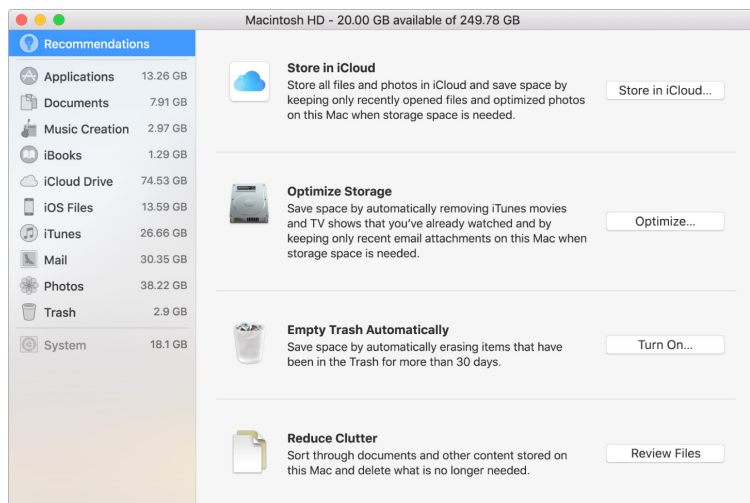 Macintosh HD - 20.00 GB available of 249.78 GB
Recommendations
Applications 13.26 GB
Documents 7.91 GB
Music Creation 2.97 GB
iBooks 1.29 GB
iCloud Drive 74.53 GB
iOS Files 13.59 GB
iTunes 26.66 GB
Mail 30.35 GB
Photos 38.22 GB
Trash 2.9 GB
System 18.1 GB
Store in iCloud
Store all files and photos in iCloud and save space by
keeping only recently opened files and optimized photos
on this Mac when storage space is needed.
Store in iCloud...
Optimize Storage
Save space by automatically removing iTunes movies
and TV shows that you’ve already watched and by
keeping only recent email attachments on this Mac when
storage space is needed.
Optimize...
Empty Trash Automatically
Save space by automatically erasing items that have
been in the Trash for more than 30 days.
Turn On...
Reduce Clutter
Sort through documents and other content stored on
this Mac and delete what is no longer needed.
Review Files